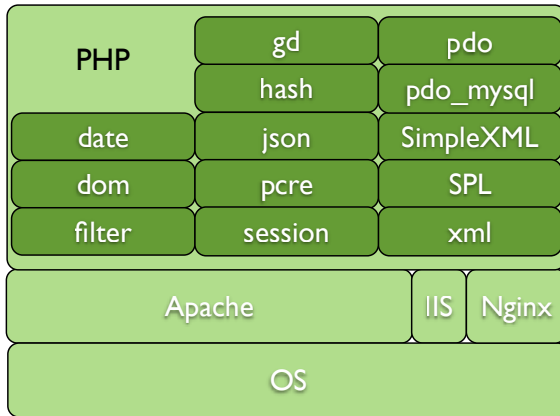 PHP
gd
pdo
hash
pdo_mysql
date
json
SimpleXML
dom
pcre
SPL
filter
session
xml
Apache
IIS
Nginx
OS